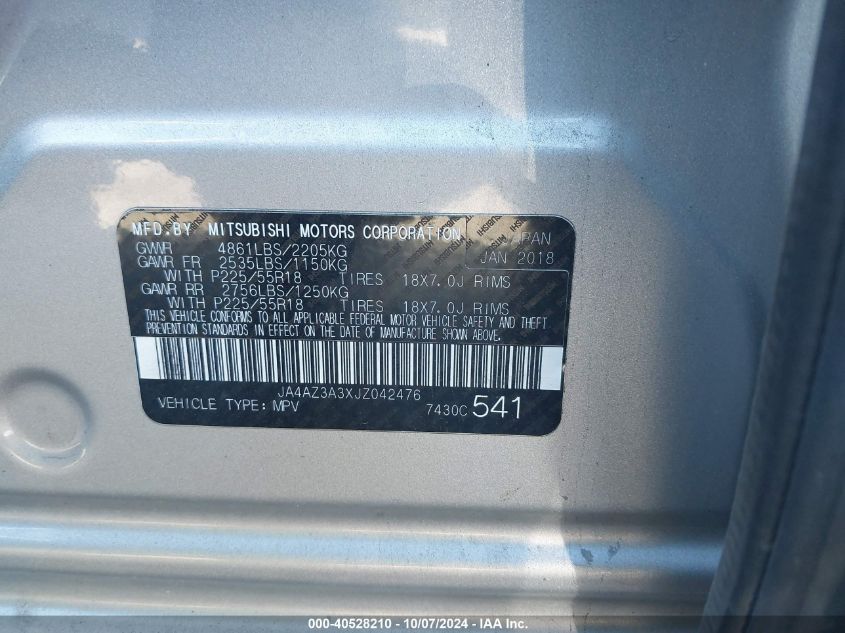 MFD.BY MITSUBISHI MOTORS CORPORATION
GVWR 4861LBS/2205KG
GAWR FR 2535LBS/1150KG
WITH P225/55R18 TIRES 18X7.0J RIMS
GAWR RR 2756LBS/1250KG
WITH P225/55R18 TIRES 18X7.0J RIMS
JAN 2018
THIS VEHICLE CONFORMS TO ALL APPLICABLE FEDERAL MOTOR VEHICLE SAFETY AND THEFT
PREVENTION STANDARDS IN EFFECT ON THE DATE OF MANUFACTURE SHOWN ABOVE.
JA4AZ3A3XJZ042476
VEHICLE TYPE: MPV 7430C 541
000-40528210 - 10/07/2024 - IAA Inc.